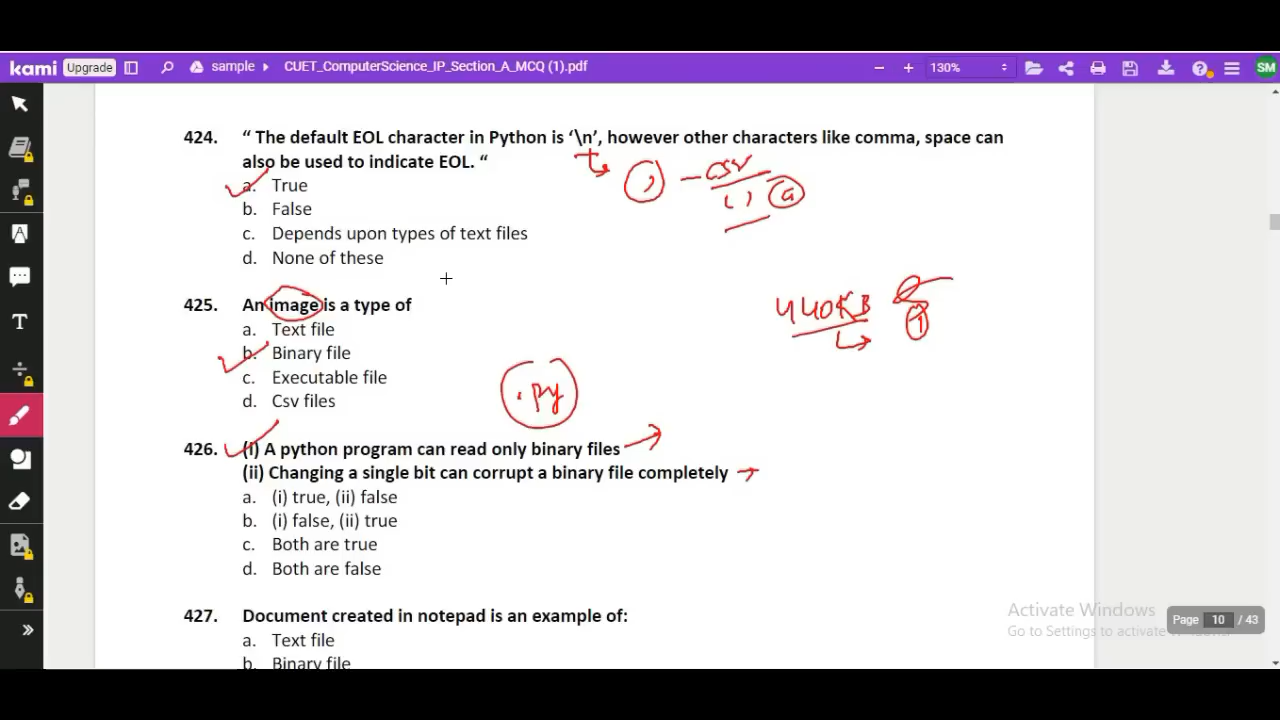 kami Upgrade sample CUET_ComputerScience_IP_Section_A_MCQ (1).pdf 130% SM
424. “ The default EOL character in Python is ‘\n’, however other characters like comma, space can
also be used to indicate EOL. “
, - csv
a. True
b. False
c. Depends upon types of text files
d. None of these
425. An image is a type of
440KB
1
a. Text file
b. Binary file
c. Executable file
.py
d. Csv files
426. (i) A python program can read only binary files
(ii) Changing a single bit can corrupt a binary file completely
a. (i) true, (ii) false
b. (i) false, (ii) true
c. Both are true
d. Both are false
427. Document created in notepad is an example of:
a. Text file
b. Binary file
Activate Windows
Go to Settings to activate Windows.
Page 10 / 43